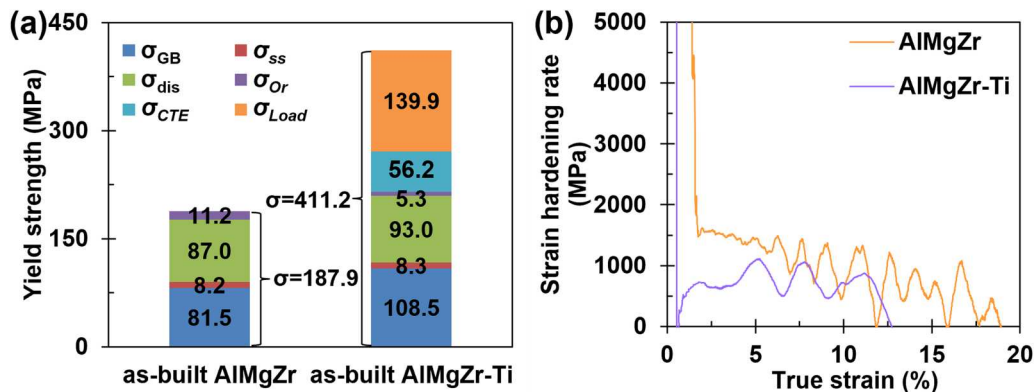 (a)
450
300
150
0
Yield strength (MPa)
σGB
σss
σdis
σOr
σCTE
σLoad
11.2
87.0
8.2
81.5
σ=187.9
139.9
56.2
5.3
93.0
8.3
108.5
σ=411.2
as-built AlMgZr
as-built AlMgZr-Ti
(b)
5000
4000
3000
2000
1000
0
Strain hardening rate
(MPa)
AlMgZr
AlMgZr-Ti
0
5
10
15
20
True strain (%)